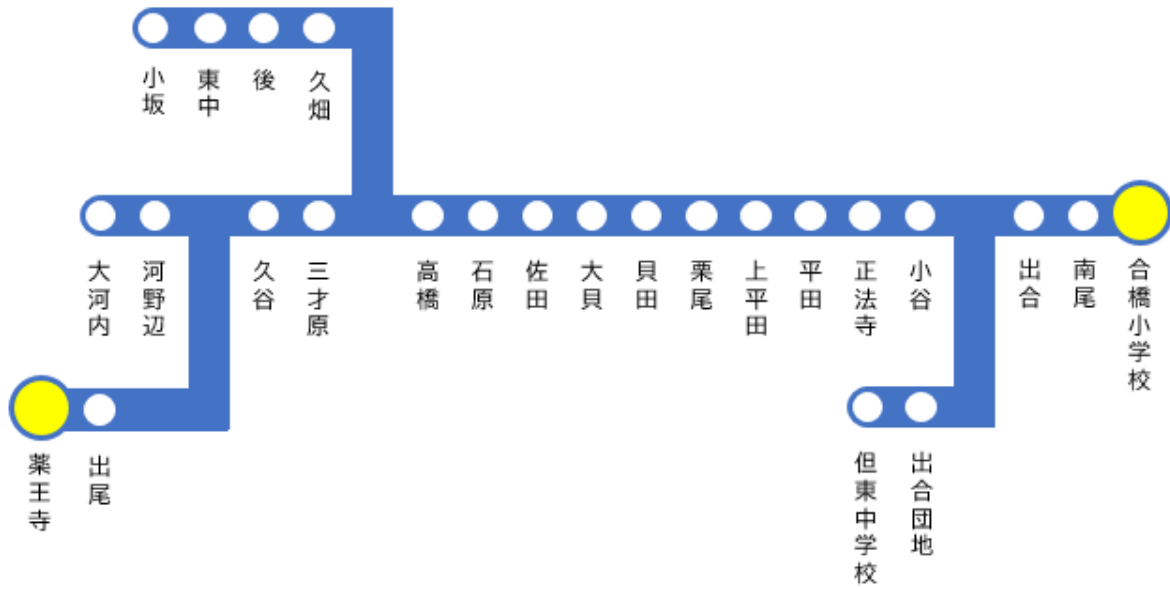 小坂
東中
後
久畑
大河内
河野辺
久谷
三才原
高橋
石原
佐田
大貝
貝田
栗尾
上平田
平田
正法寺
小谷
出合
南尾
合橋小学校
薬王寺
出尾
但東中学校
出合団地